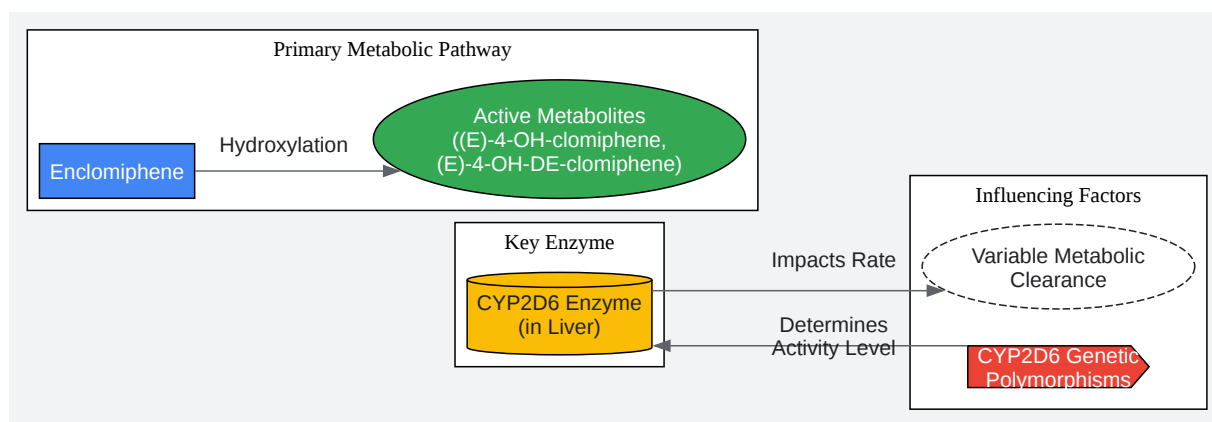 Primary Metabolic Pathway
Enclomiphene
Hydroxylation
Active Metabolites
((E)-4-OH-clomiphene,
(E)-4-OH-DE-clomiphene)
Key Enzyme
CYP2D6 Enzyme
(in Liver)
Impacts Rate
Determines
Activity Level
Influencing Factors
Variable Metabolic
Clearance
CYP2D6 Genetic
Polymorphisms